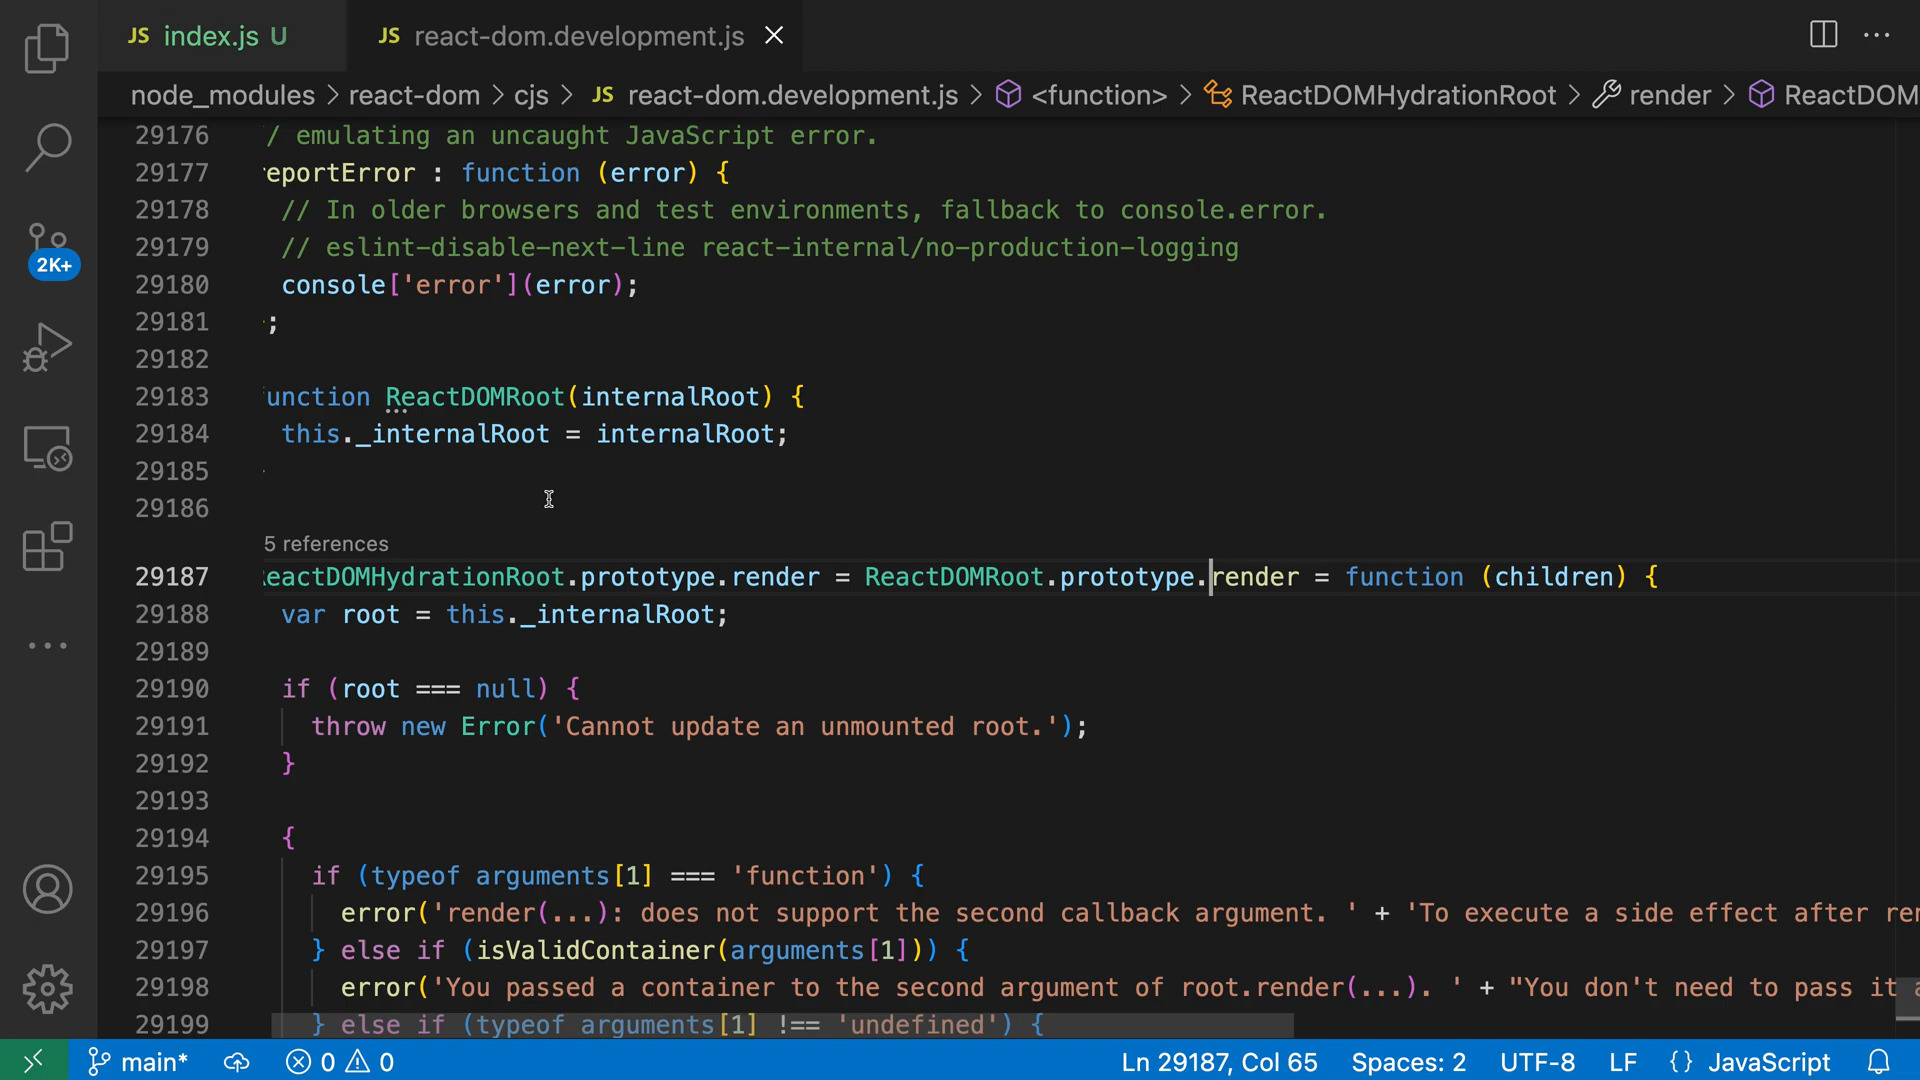 JS index.js U
JS react-dom.development.js
node_modules > react-dom > cjs > JS react-dom.development.js > <function> > ReactDOMHydrationRoot > render > ReactDOM
29176 / emulating an uncaught JavaScript error.
29177 eportError : function (error) {
29178 // In older browsers and test environments, fallback to console.error.
29179 // eslint-disable-next-line react-internal/no-production-logging
29180 console['error'](error);
29181 ;
29182
29183 unction ReactDOMRoot(internalRoot) {
29184 this._internalRoot = internalRoot;
29185
29186
5 references
29187 eactDOMHydrationRoot.prototype.render = ReactDOMRoot.prototype.render = function (children) {
29188 var root = this._internalRoot;
29189
29190 if (root === null) {
29191 throw new Error('Cannot update an unmounted root.');
29192 }
29193
29194 {
29195 if (typeof arguments[1] === 'function') {
29196 error('render(...): does not support the second callback argument. ' + 'To execute a side effect after ren
29197 } else if (isValidContainer(arguments[1])) {
29198 error('You passed a container to the second argument of root.render(...). ' + "You don't need to pass it a
29199 } else if (typeof arguments[1] !== 'undefined') {
2K+
main* 0 0 Ln 29187, Col 65 Spaces: 2 UTF-8 LF {} JavaScript